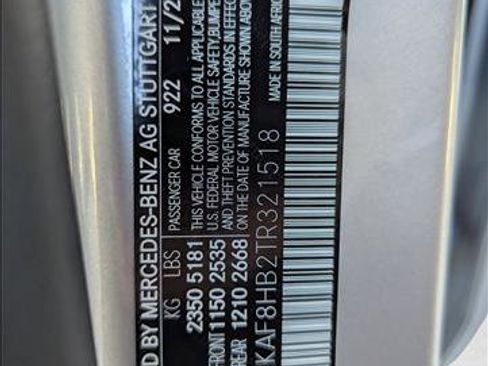 D BY MERCEDES-BENZ AG STUTTGART
KG LBS PASSENGER CAR 922 11/2
2350 5181 THIS VEHICLE CONFORMS TO ALL APPLICABLE
FRONT 1150 2535 U.S. FEDERAL MOTOR VEHICLE SAFETY, BUMPE
REAR 1210 2668 AND THEFT PREVENTION STANDARDS IN EFFEC
ON THE DATE OF MANUFACTURE SHOWN ABOVE
KAF8HB2TR321518 MADE IN SOUTH AFRIC